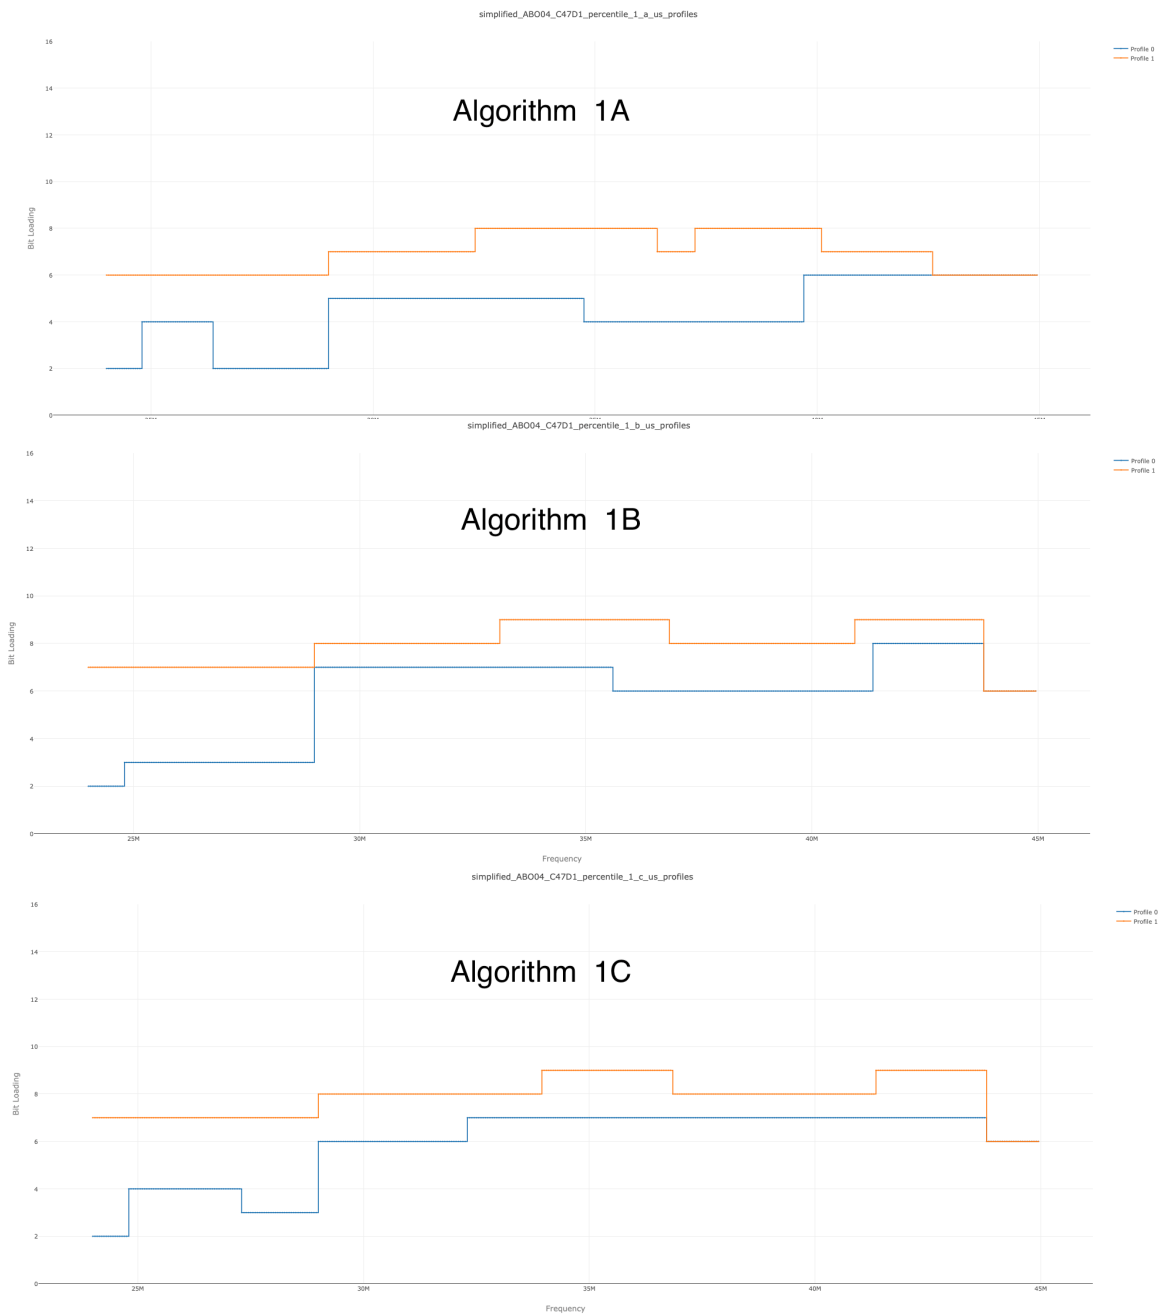 simplified_ABO04_C47D1_percentile_1_a_us_profiles
16
14
12
10
8
6
4
2
0
Bit Loading
Algorithm 1A
Profile 0
Profile 1
simplified_ABO04_C47D1_percentile_1_b_us_profiles
16
14
12
10
8
6
4
2
0
Bit Loading
Algorithm 1B
Profile 0
Profile 1
25M 30M 35M 40M 45M
Frequency
simplified_ABO04_C47D1_percentile_1_c_us_profiles
16
14
12
10
8
6
4
2
0
Bit Loading
Algorithm 1C
Profile 0
Profile 1
25M 30M 35M 40M 45M
Frequency